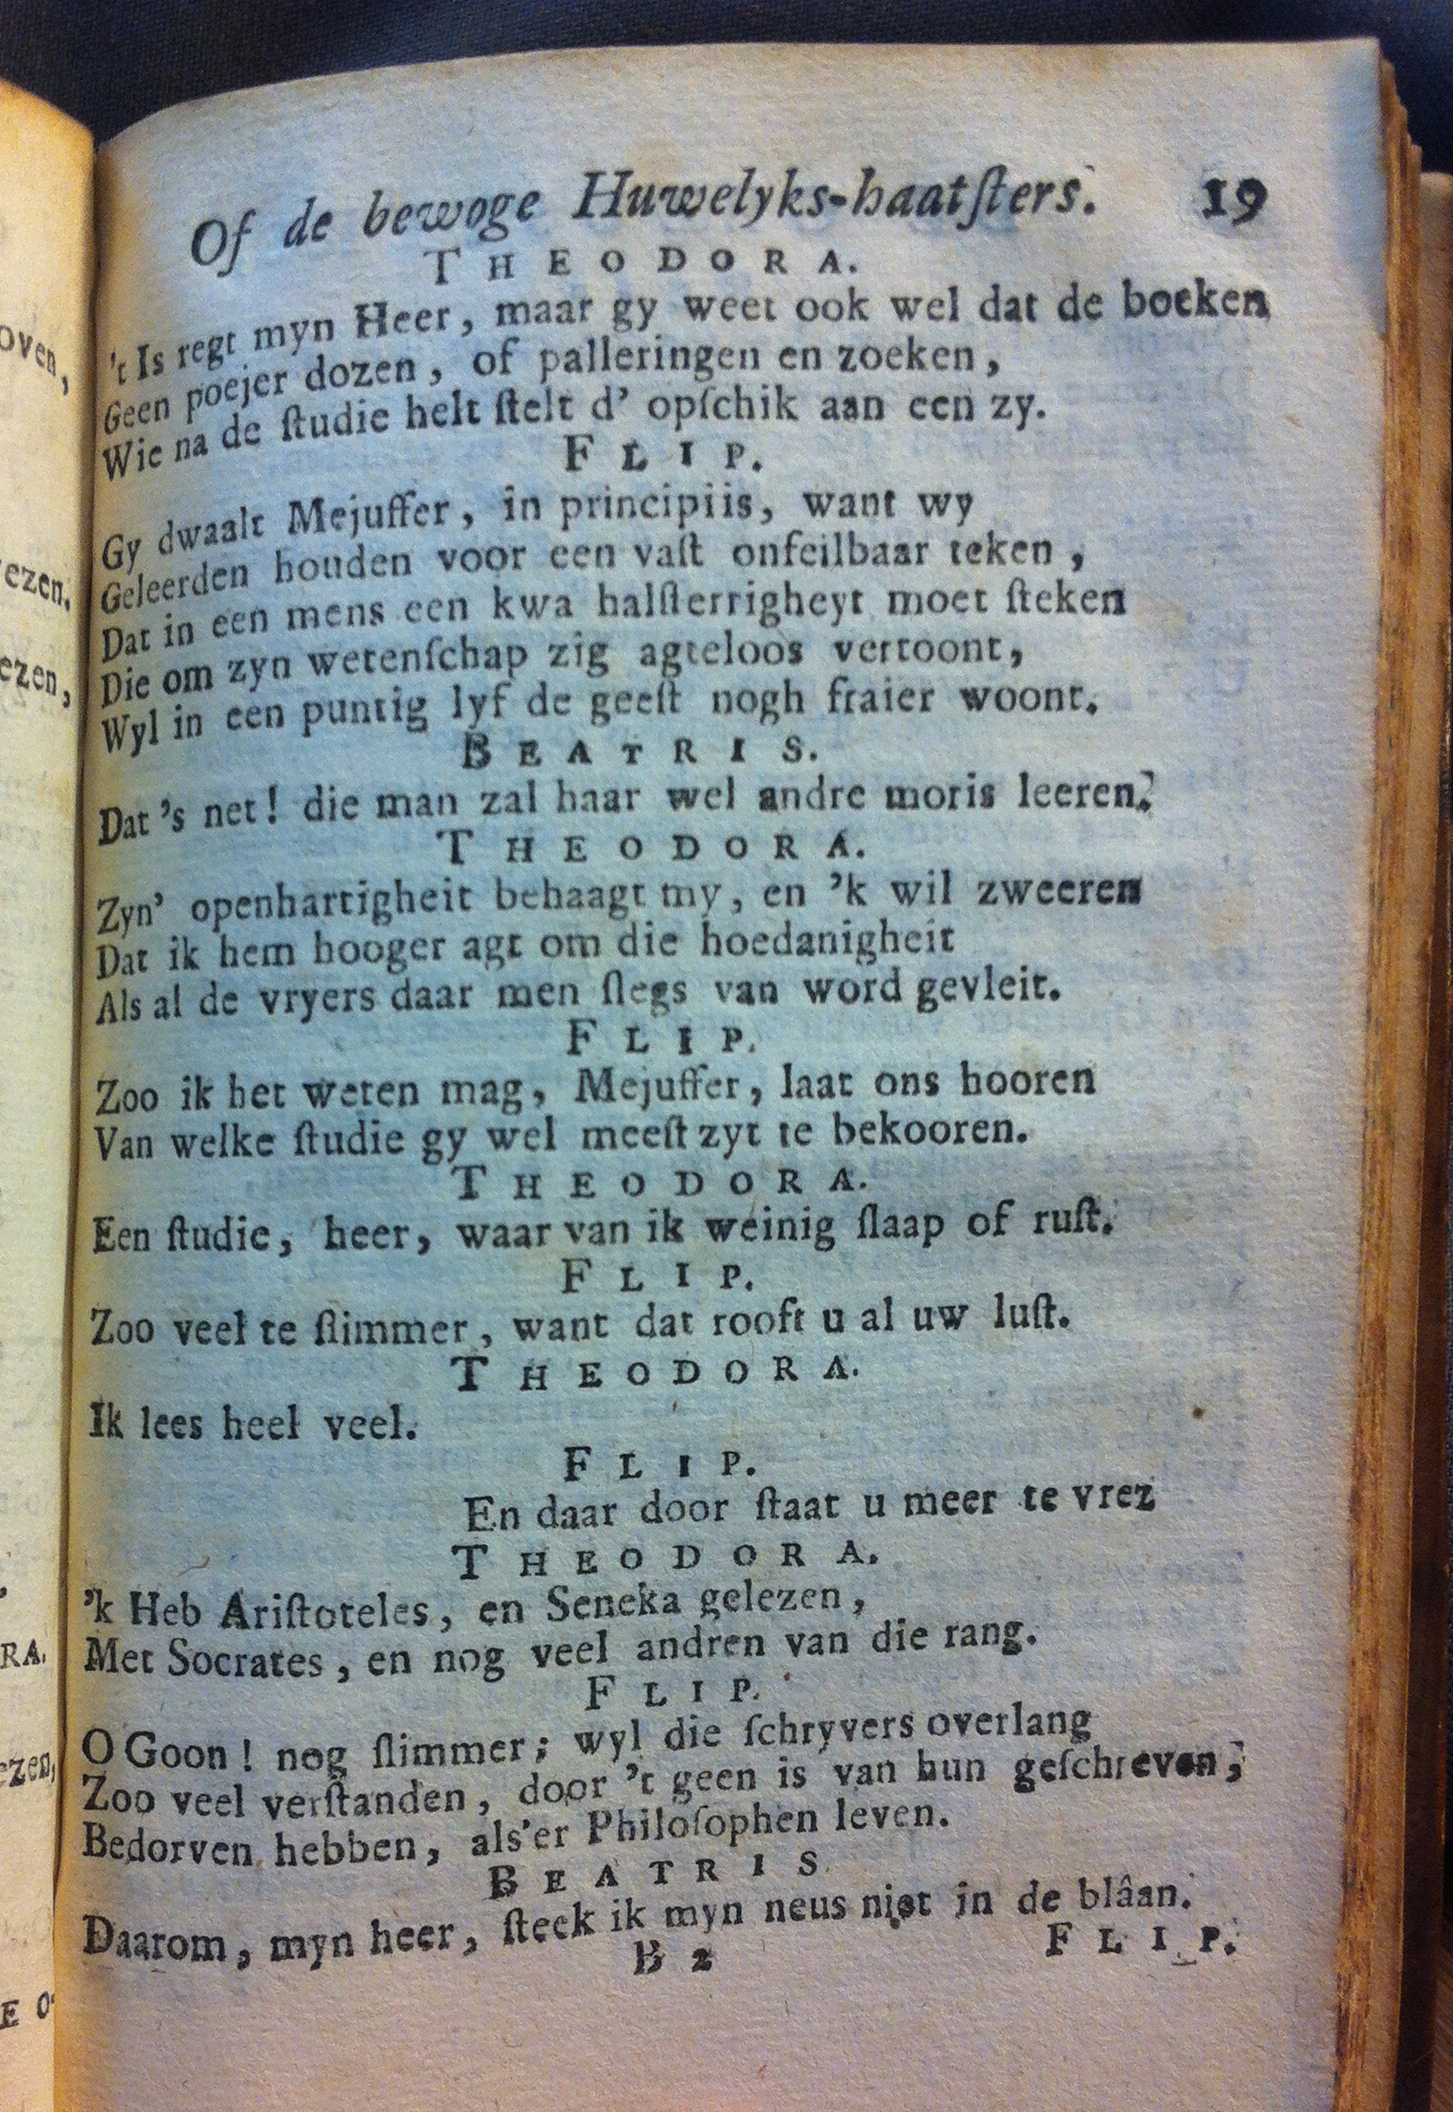 Of de bewoge Huwelyks-haatſters. 19
THEODORA.
't Is regt myn Heer, maar gy weet ook wel dat de boeken
Geen poejer dozen, of palleringen en zoeken,
Wie na de ſtudie helt ſtelt d' opſchik aan een zy.
FLIP.
Gy dwaalt Mejuffer, in principiis, want wy
Geleerden houden voor een vaſt onfeilbaar teken,
Dat in een mens een kwa halſterrigheyt moet ſteken
Die om zyn wetenſchap zig agteloos vertoont,
Wyl in een puntig lyf de geeſt nogh fraier woont.
BEATRIS.
Dat 's net! die man zal haar wel andre moris leeren.
THEODORA.
Zyn' openhartigheit behaagt my, en 'k wil zweeren
Dat ik hem hooger agt om die hoedanigheit
Als al de vryers daar men ſlegs van word gevleit.
FLIP.
Zoo ik het weten mag, Mejuffer, laat ons hooren
Van welke ſtudie gy wel meeſt zyt te bekooren.
THEODORA.
Een ſtudie, heer, waar van ik weinig ſlaap of ruſt.
FLIP.
Zoo veel te ſlimmer, want dat rooft u al uw luſt.
THEODORA.
Ik lees heel veel.
FLIP.
En daar door ſtaat u meer te vrez
THEODORA.
'k Heb Ariſtoteles, en Seneka gelezen,
Met Socrates, en nog veel andren van die rang.
FLIP.
O Goon! nog ſlimmer; wyl die ſchryvers overlang
Zoo veel verſtanden, door 't geen is van hun geſchreven,
Bedorven hebben, als'er Philoſophen leven.
BEATRIS
Daarom, myn heer, ſteek ik myn neus niet in de blâan.
B 2 FLIP.
oven,
ezen.
ezen,
RA.
ezen,
E O